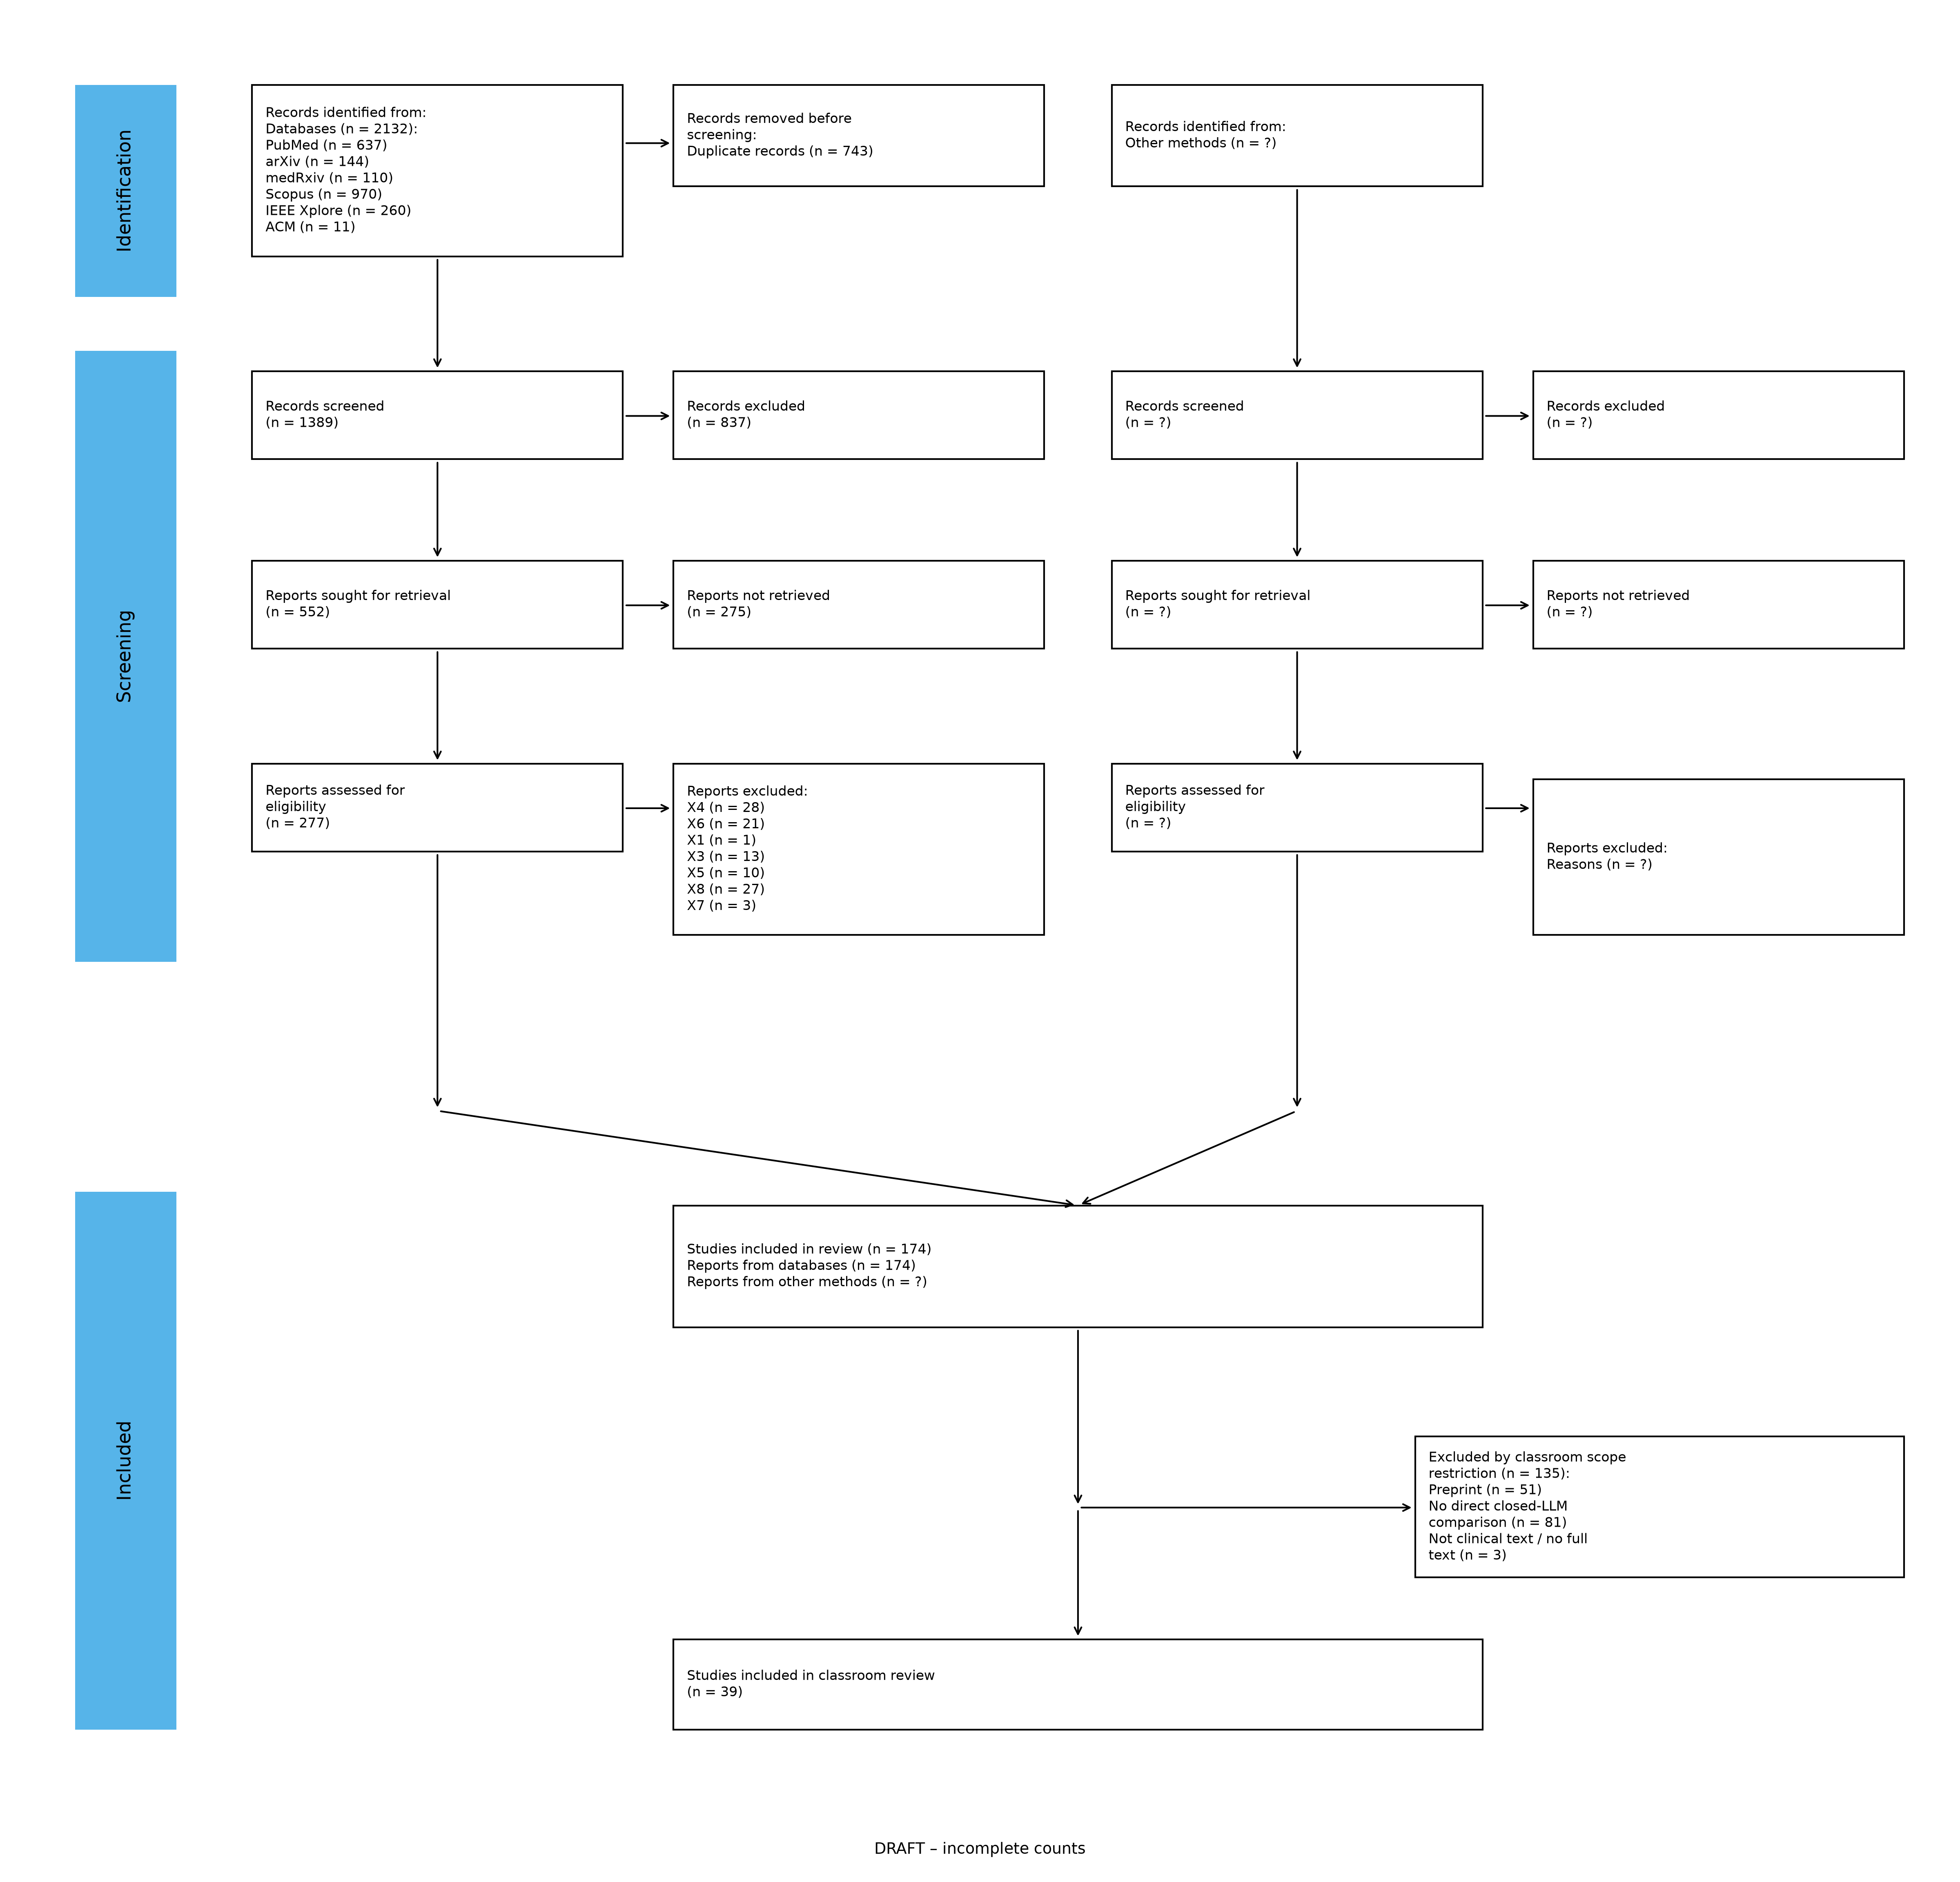 Identification
Records identified from:
Databases (n = 2132):
PubMed (n = 637)
arXiv (n = 144)
medRxiv (n = 110)
Scopus (n = 970)
IEEE Xplore (n = 260)
ACM (n = 11)
Records removed before
screening:
Duplicate records (n = 743)
Records identified from:
Other methods (n = ?)
Screening
Records screened
(n = 1389)
Records excluded
(n = 837)
Records screened
(n = ?)
Records excluded
(n = ?)
Reports sought for retrieval
(n = 552)
Reports not retrieved
(n = 275)
Reports sought for retrieval
(n = ?)
Reports not retrieved
(n = ?)
Reports assessed for
eligibility
(n = 277)
Reports excluded:
X4 (n = 28)
X6 (n = 21)
X1 (n = 1)
X3 (n = 13)
X5 (n = 10)
X8 (n = 27)
X7 (n = 3)
Reports assessed for
eligibility
(n = ?)
Reports excluded:
Reasons (n = ?)
Included
Studies included in review (n = 174)
Reports from databases (n = 174)
Reports from other methods (n = ?)
Excluded by classroom scope
restriction (n = 135):
Preprint (n = 51)
No direct closed-LLM
comparison (n = 81)
Not clinical text / no full
text (n = 3)
Studies included in classroom review
(n = 39)
DRAFT – incomplete counts